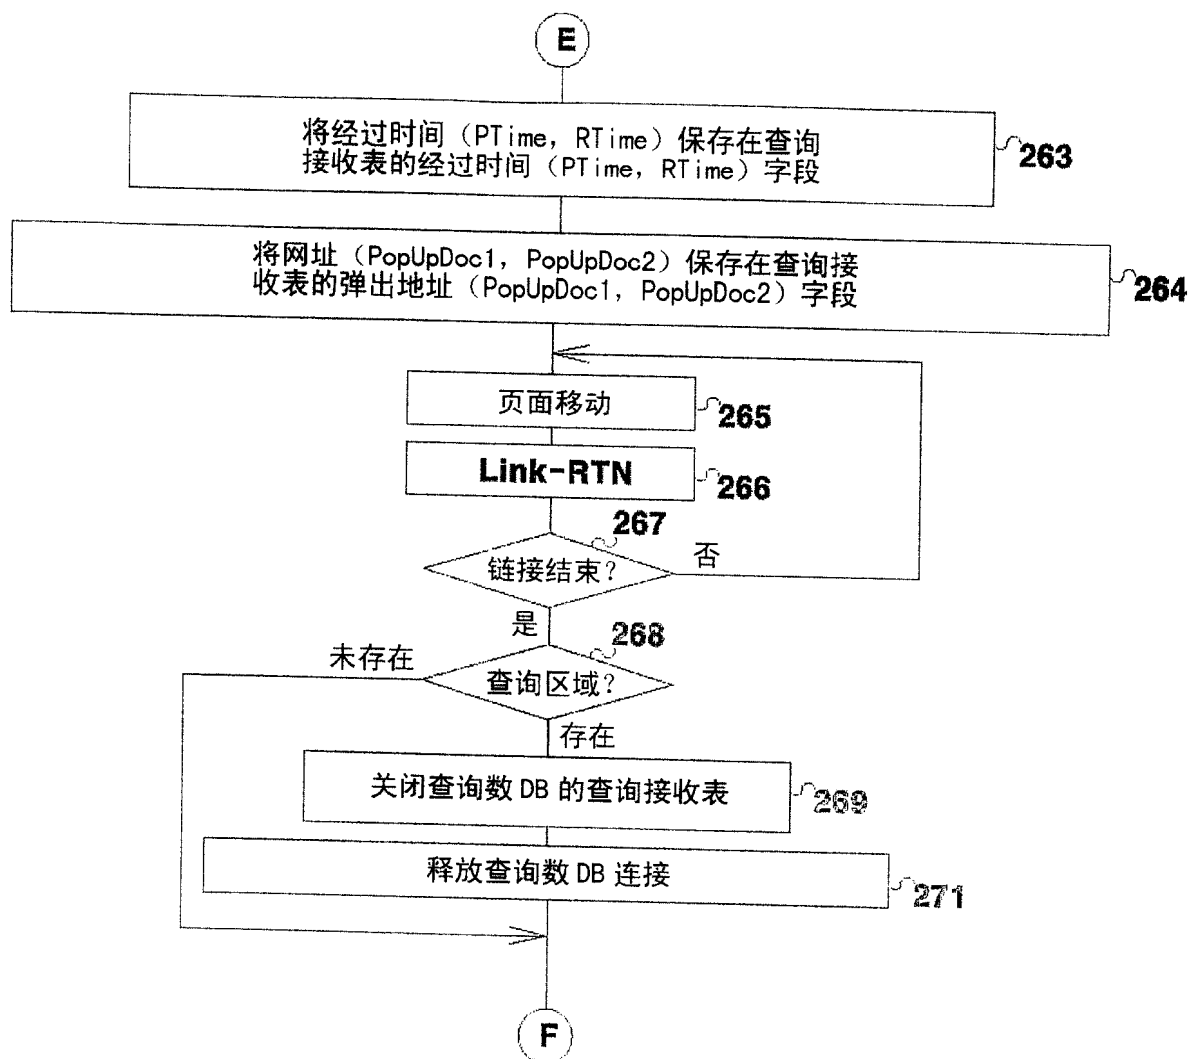 E
将经过时间（PTime，RTime）保存在查询
接收表的经过时间（PTime，RTime）字段
263
将网址（PopUpDoc1，PopUpDoc2）保存在查询接
收表的弹出地址（PopUpDoc1，PopUpDoc2）字段
264
页面移动
265
Link-RTN
266
267
链接结束？
否
是
268
未存在
查询区域？
存在
关闭查询数 DB 的查询接收表
269
释放查询数 DB 连接
271
F